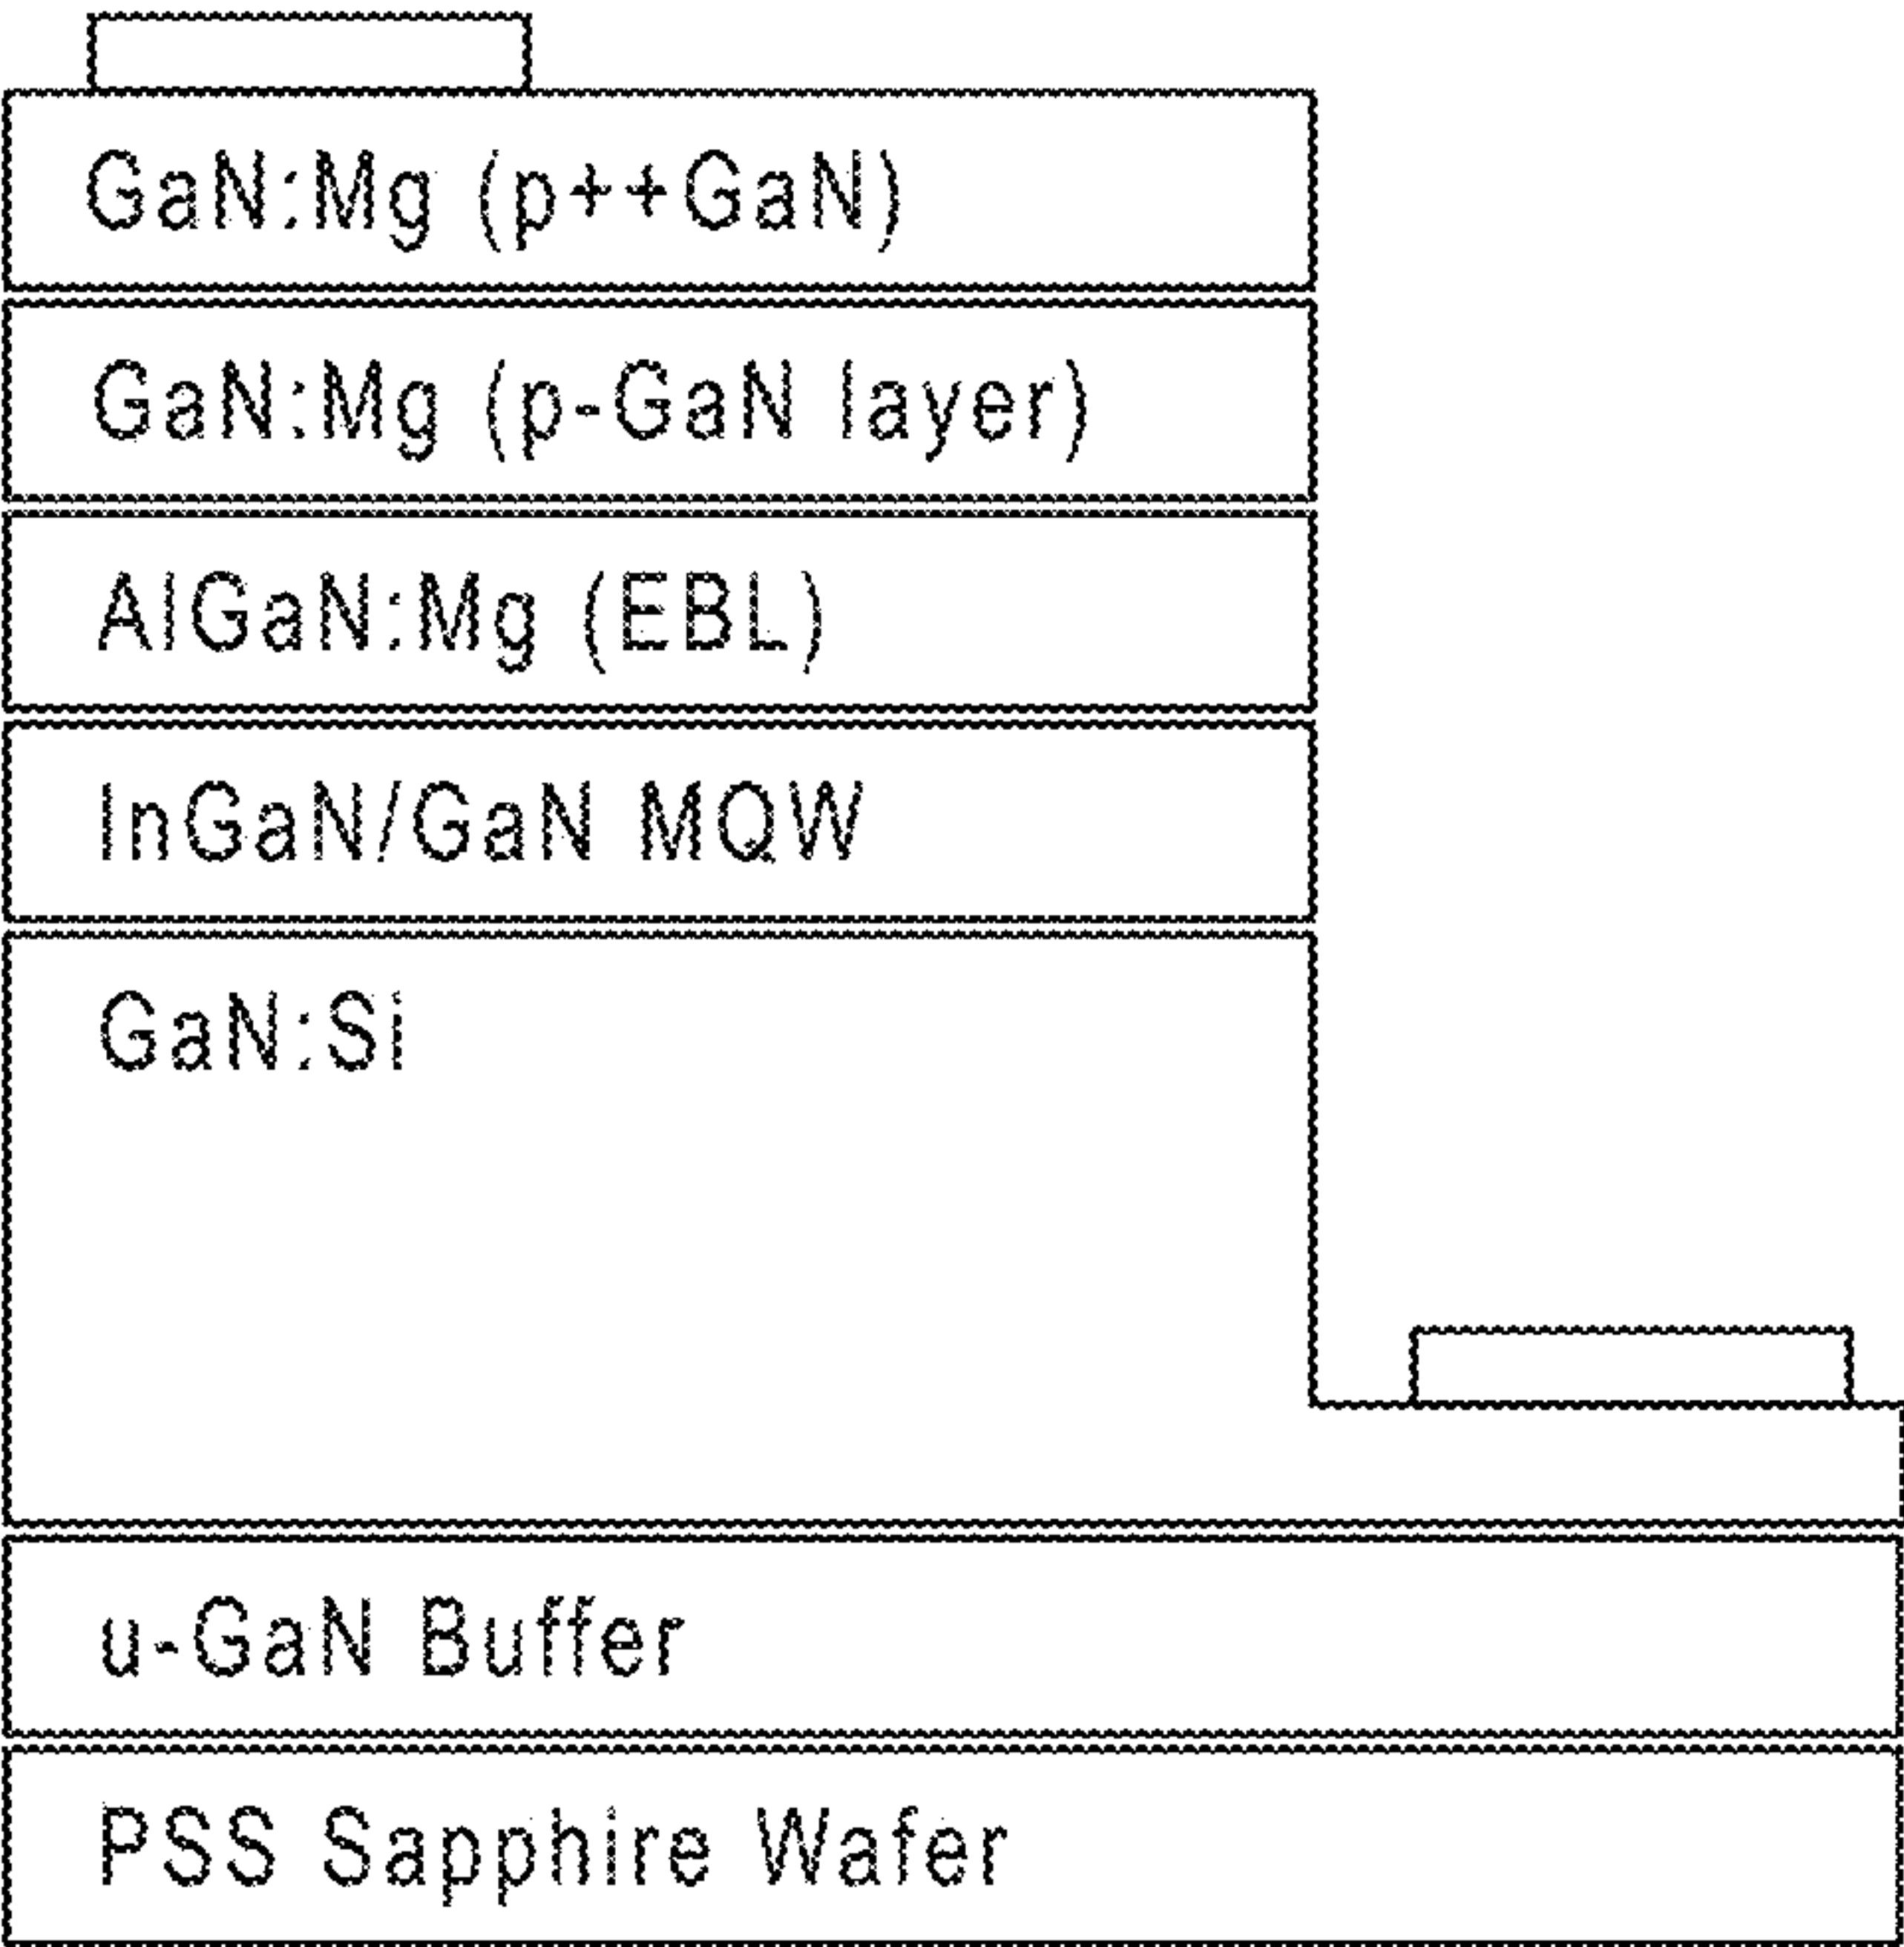 GaN:Mg (p++GaN)
GaN:Mg (p-GaN layer)
AlGaN:Mg (EBL)
InGaN/GaN MQW
GaN:Si
u-GaN Buffer
PSS Sapphire Wafer